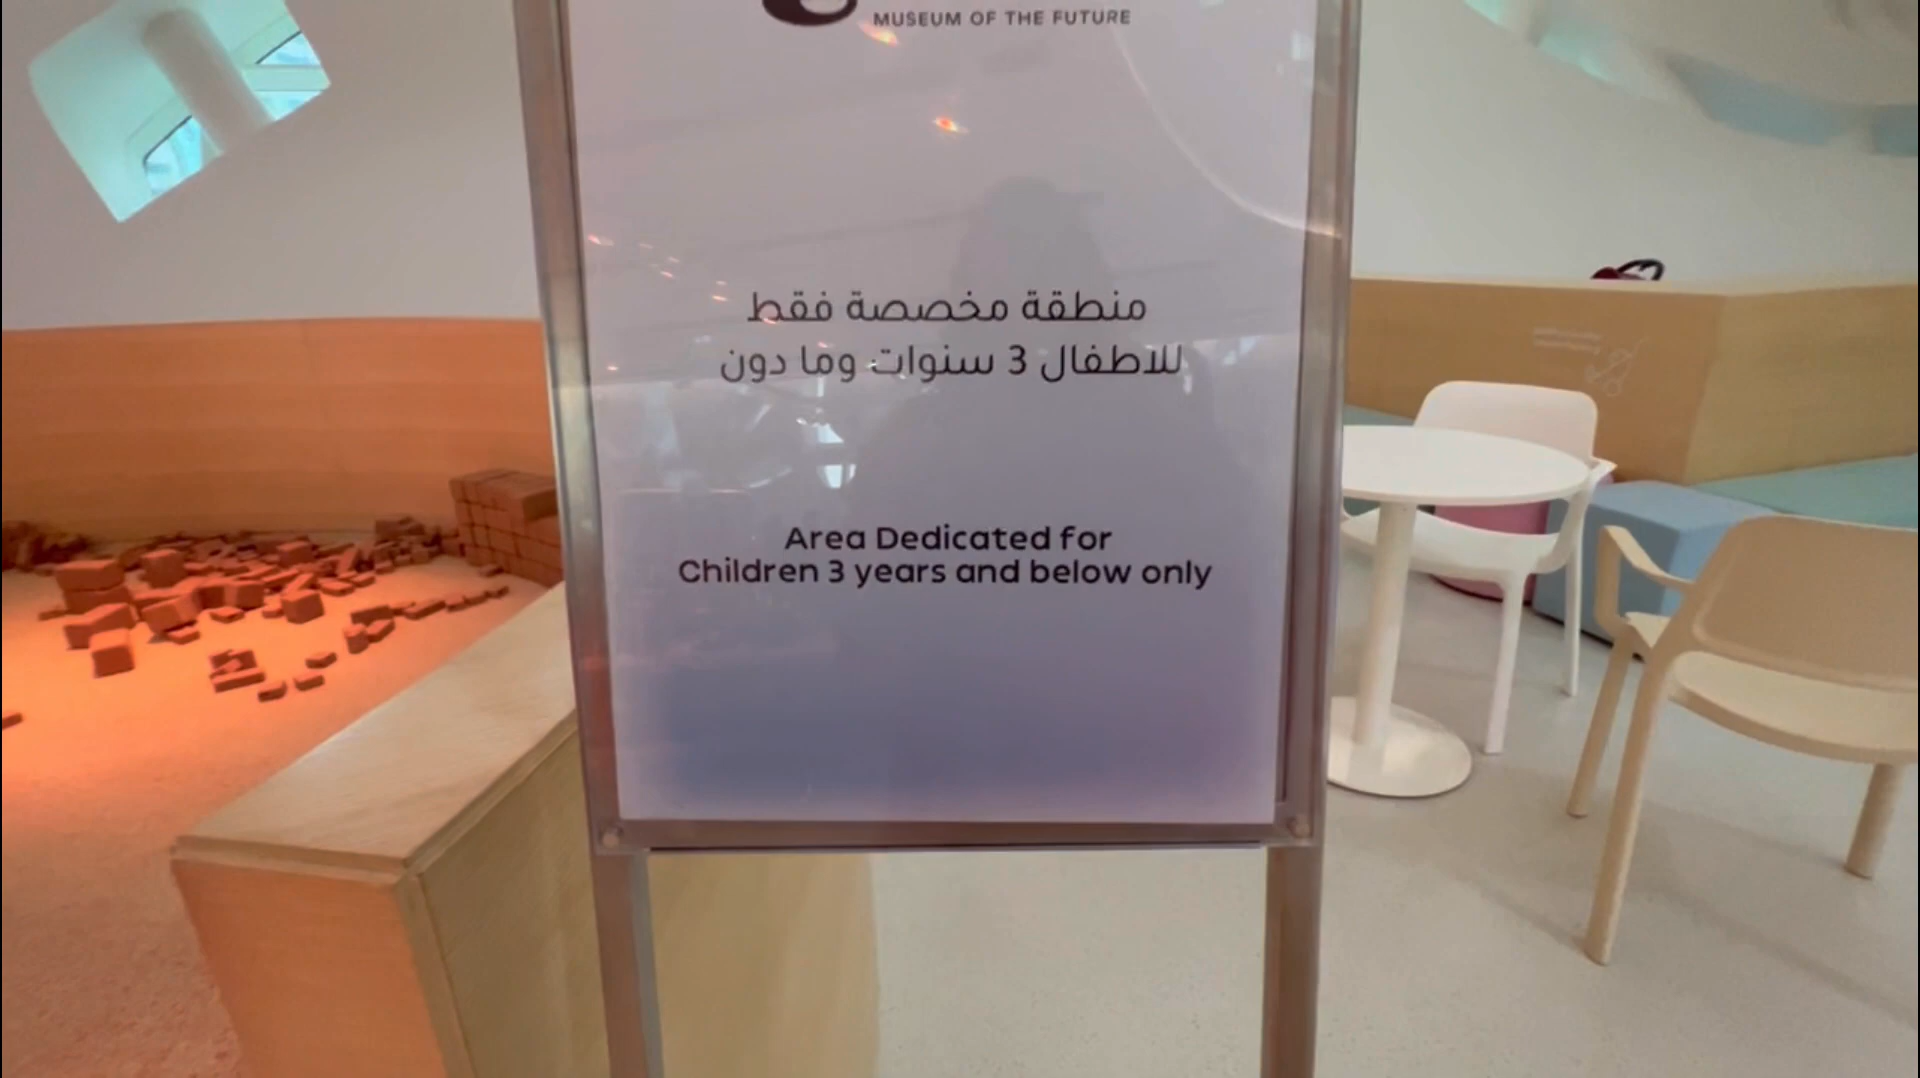 MUSEUM OF THE FUTURE
منطقة مخصصة فقط
للاطفال 3 سنوات وما دون
Area Dedicated for
Children 3 years and below only